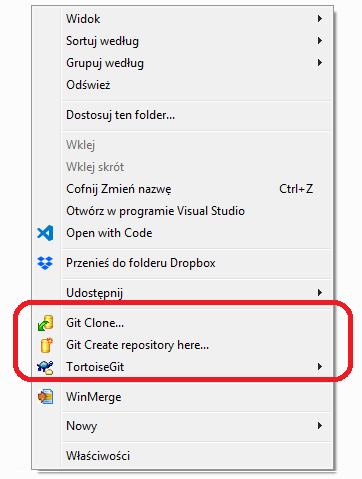 Widok
Sortuj według
Grupuj według
Odśwież
Dostosuj ten folder...
Wklej
Wklej skrót
Cofnij Zmień nazwę Ctrl+Z
Otwórz w programie Visual Studio
Open with Code
Przenieś do folderu Dropbox
Udostępnij
Git Clone...
Git Create repository here...
TortoiseGit
WinMerge
Nowy
Właściwości